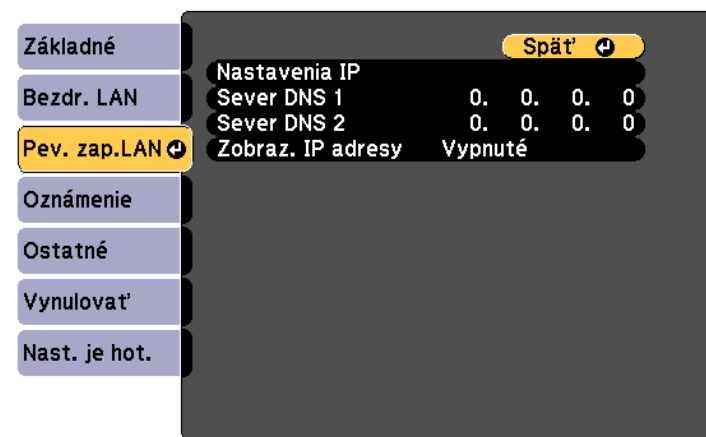 Základné
Bezdr. LAN
Pev. zap.LAN
Oznámenie
Ostatné
Vynulovať
Nast. je hot.
Späť
Nastavenia IP
Sever DNS 1 0. 0. 0. 0
Sever DNS 2 0. 0. 0. 0
Zobraz. IP adresy Vypnuté